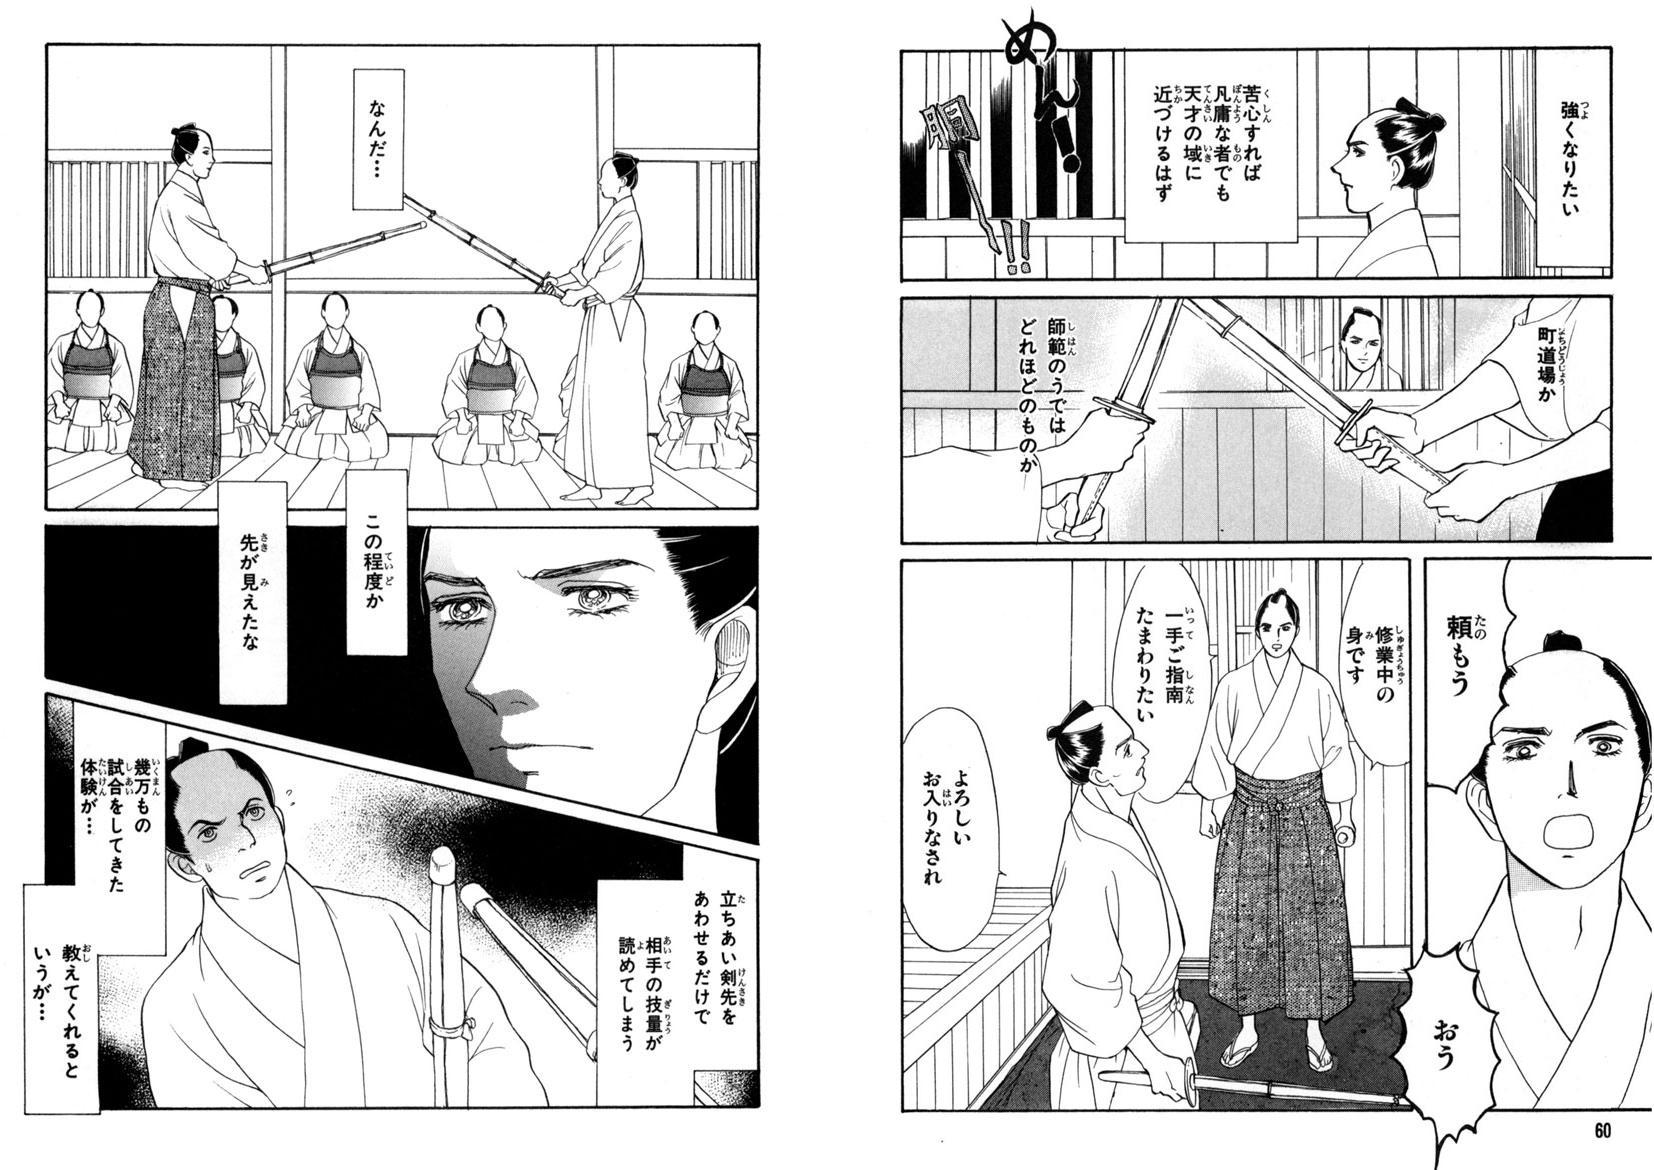 強くなりたい
苦心すれば
凡庸な者でも
天才の域に
近づけるはず
めーん!
胴ー!!
町道場か
師範のうでは
どれほどのものか
頼もう
おう
修業中の
身です
一手ご指南
たまわりたい
よろしい
お入りなされ
60
なんだ…
この程度か
先が見えたな
立ちあい剣先を
あわせるだけで
相手の技量が
読めてしまう
幾万もの
試合をしてきた
体験が…
教えてくれると
いうが…